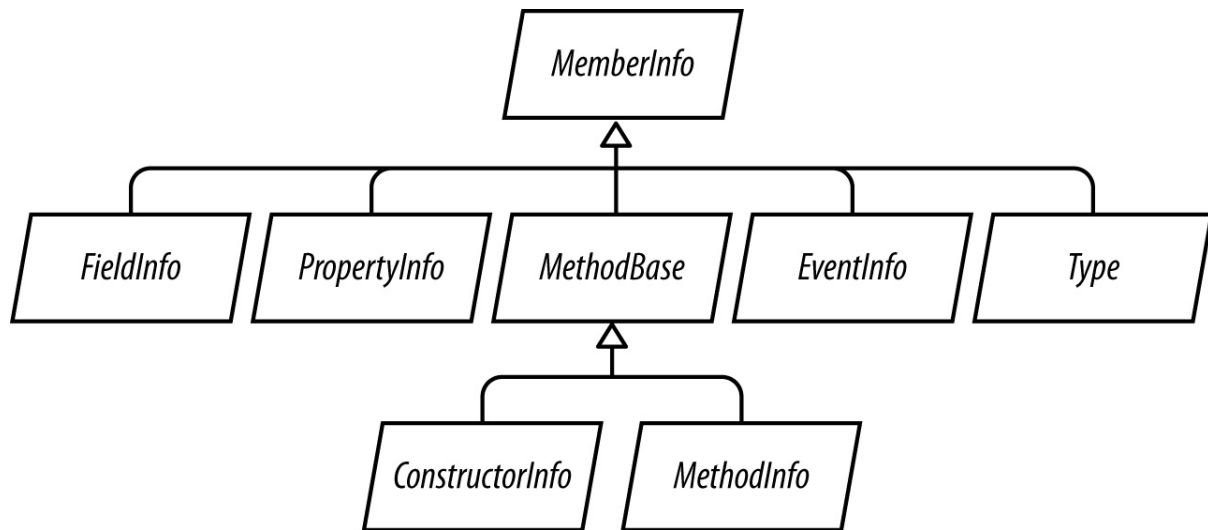 MemberInfo
FieldInfo
PropertyInfo
MethodBase
EventInfo
Type
ConstructorInfo
MethodInfo